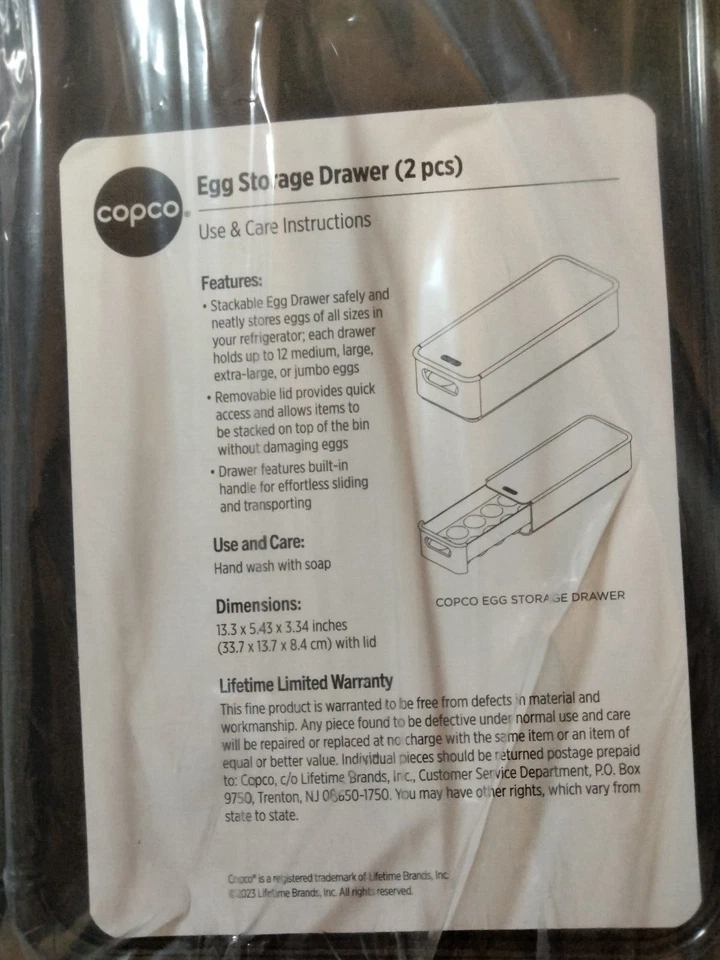 copco®
Egg Storage Drawer (2 pcs)
Use & Care Instructions
Features:
• Stackable Egg Drawer safely and
neatly stores eggs of all sizes in
your refrigerator; each drawer
holds up to 12 medium, large,
extra-large, or jumbo eggs
• Removable lid provides quick
access and allows items to
be stacked on top of the bin
without damaging eggs
• Drawer features built-in
handle for effortless sliding
and transporting
Use and Care:
Hand wash with soap
Dimensions:
13.3 x 5.43 x 3.34 inches
(33.7 x 13.7 x 8.4 cm) with lid
COPCO EGG STORAGE DRAWER
Lifetime Limited Warranty
This fine product is warranted to be free from defects in material and
workmanship. Any piece found to be defective under normal use and care
will be repaired or replaced at no charge with the same item or an item of
equal or better value. Individual pieces should be returned postage prepaid
to: Copco, c/o Lifetime Brands, Inc., Customer Service Department, P.O. Box
9750, Trenton, NJ 08650-1750. You may have other rights, which vary from
state to state.
Copco® is a registered trademark of Lifetime Brands, Inc.
©2023 Lifetime Brands, Inc. All rights reserved.